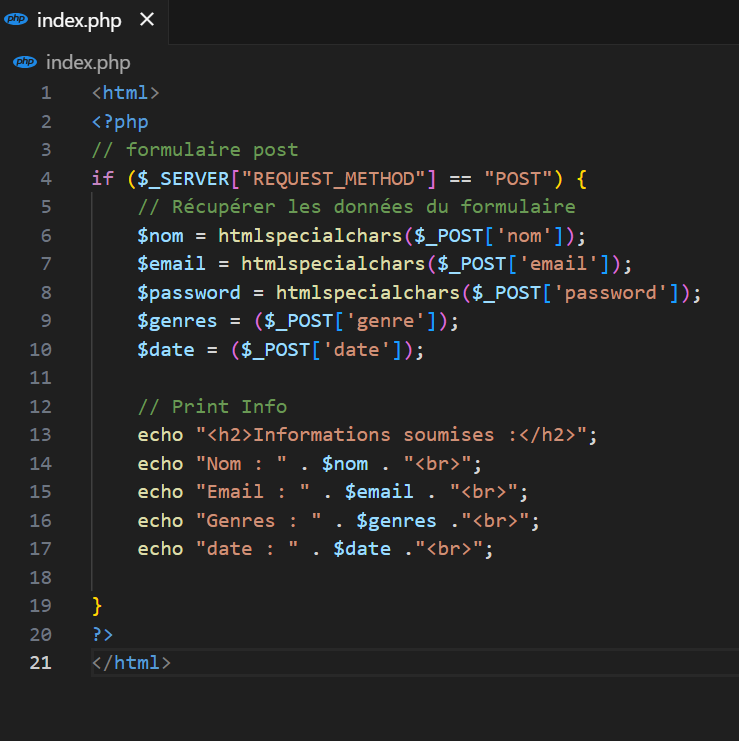 php index.php ×
php index.php
1 <html>
2 <?php
3 // formulaire post
4 if ($_SERVER["REQUEST_METHOD"] == "POST") {
5     // Récupérer les données du formulaire
6     $nom = htmlspecialchars($_POST['nom']);
7     $email = htmlspecialchars($_POST['email']);
8     $password = htmlspecialchars($_POST['password']);
9     $genres = ($_POST['genre']);
10     $date = ($_POST['date']);
11
12     // Print Info
13     echo "<h2>Informations soumises :</h2>";
14     echo "Nom : " . $nom . "<br>";
15     echo "Email : " . $email . "<br>";
16     echo "Genres : " . $genres ."<br>";
17     echo "date : " . $date ."<br>";
18
19 }
20 ?>
21 </html>